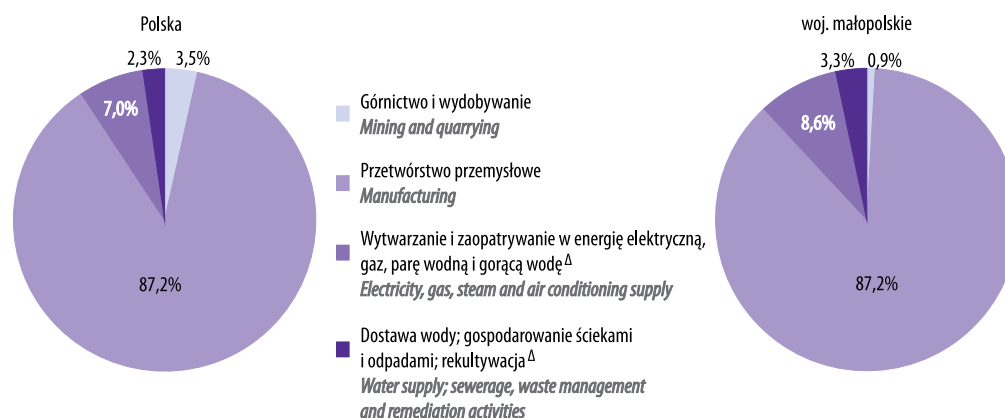 Polska
2,3%
3,5%
7,0%
87,2%
Górnictwo i wydobywanie
Mining and quarrying
Przetwórstwo przemysłowe
Manufacturing
Wytwarzanie i zaopatrywanie w energię elektryczną,
gaz, parę wodną i gorącą wodę Δ
Electricity, gas, steam and air conditioning supply
Dostawa wody; gospodarowanie ściekami
i odpadami; rekultywacja Δ
Water supply; sewerage, waste management
and remediation activities
woj. małopolskie
3,3%
0,9%
8,6%
87,2%